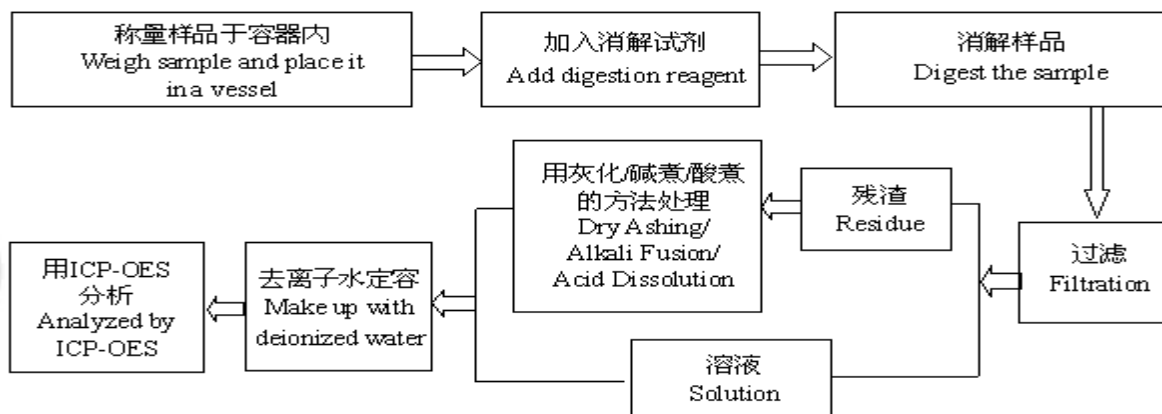 称量样品于容器内
Weigh sample and place it
in a vessel
加入消解试剂
Add digestion reagent
消解样品
Digest the sample
过滤
Filtration
残渣
Residue
用灰化/碱煮/酸煮
的方法处理
Dry Ashing/
Alkali Fusion/
Acid Dissolution
溶液
Solution
去离子水定容
Make up with
deionized water
用ICP-OES
分析
Analyzed by
ICP-OES